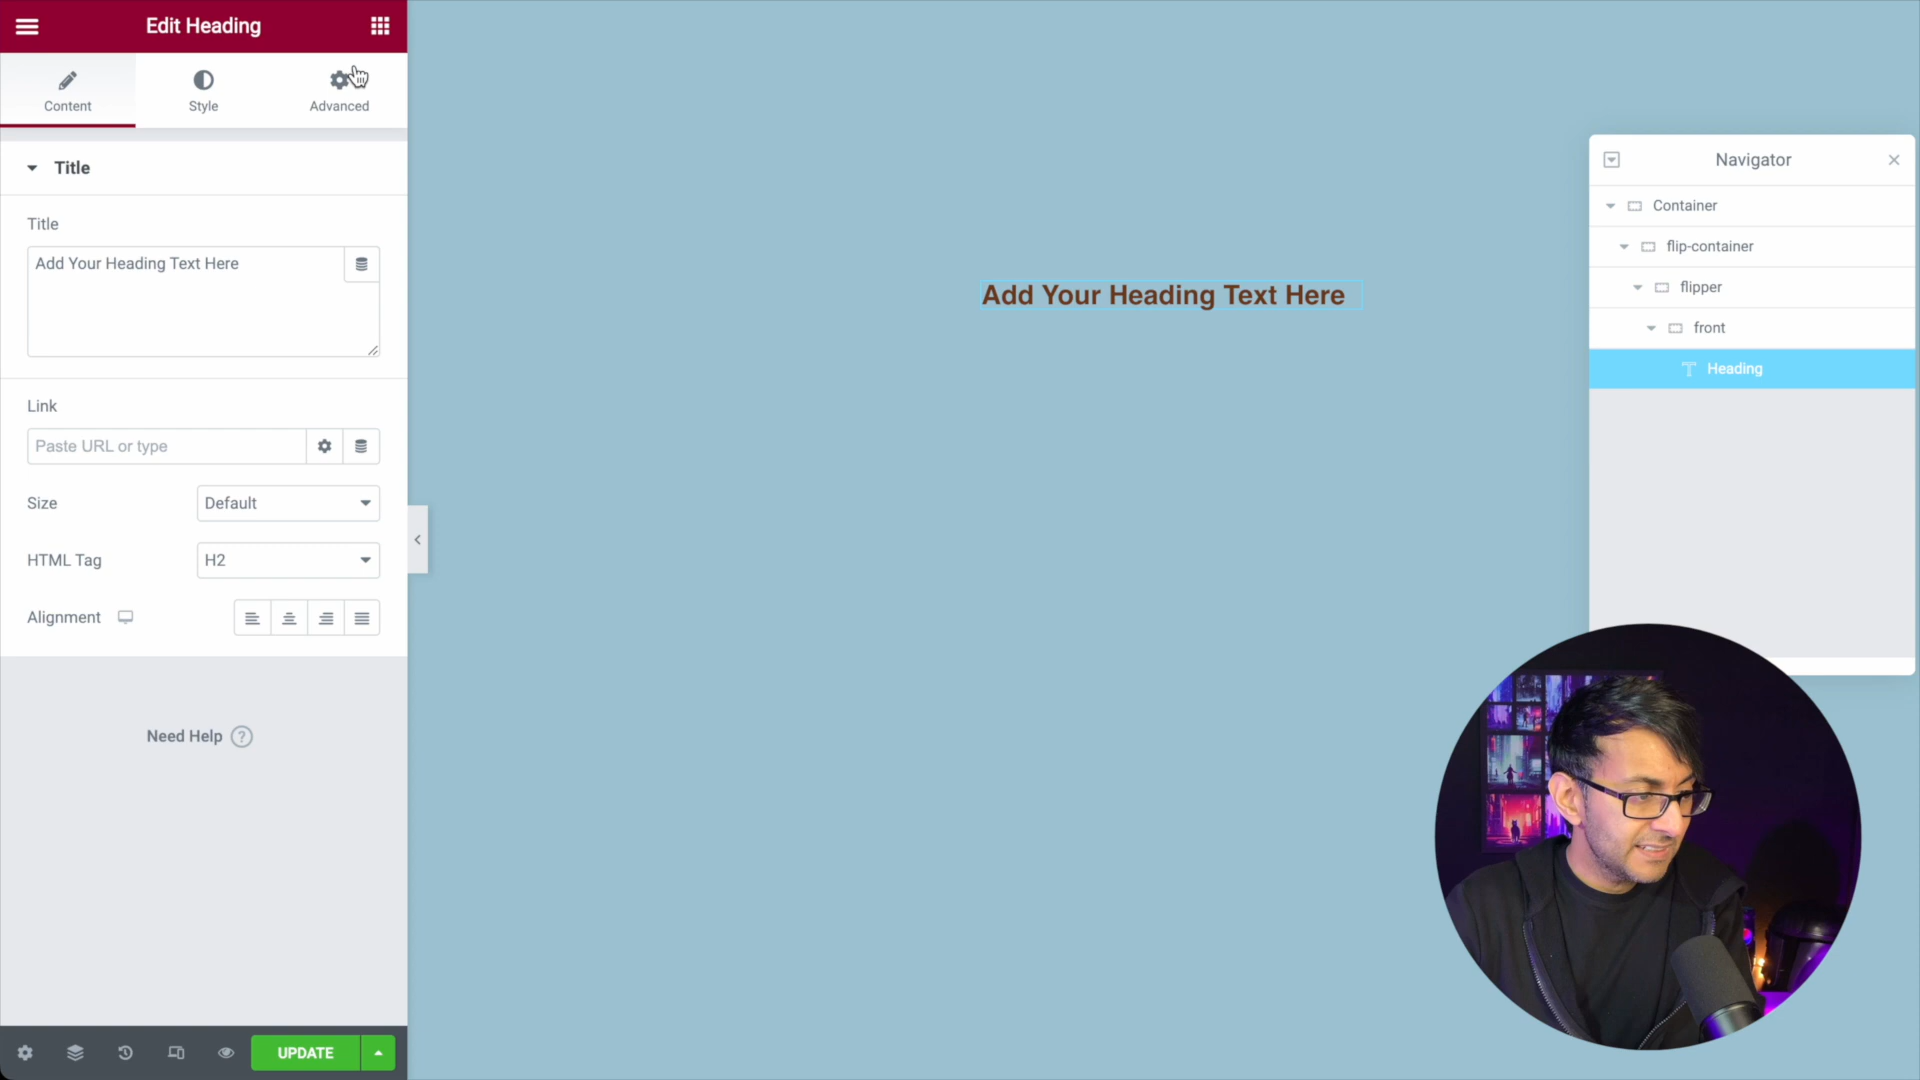 Edit Heading
Content
Style
Advanced
Title
Title
Add Your Heading Text Here
Link
Paste URL or type
Size
Default
HTML Tag
H2
Alignment
Need Help ?
UPDATE
Add Your Heading Text Here
Navigator
Container
flip-container
flipper
front
Heading